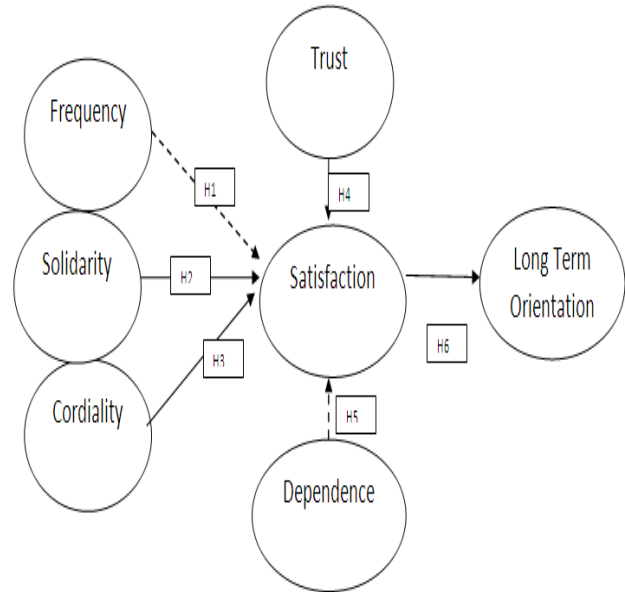 Trust
Frequency
H1
H4
Solidarity
H2
Satisfaction
Long Term
Orientation
H3
H6
Cordiality
H5
Dependence